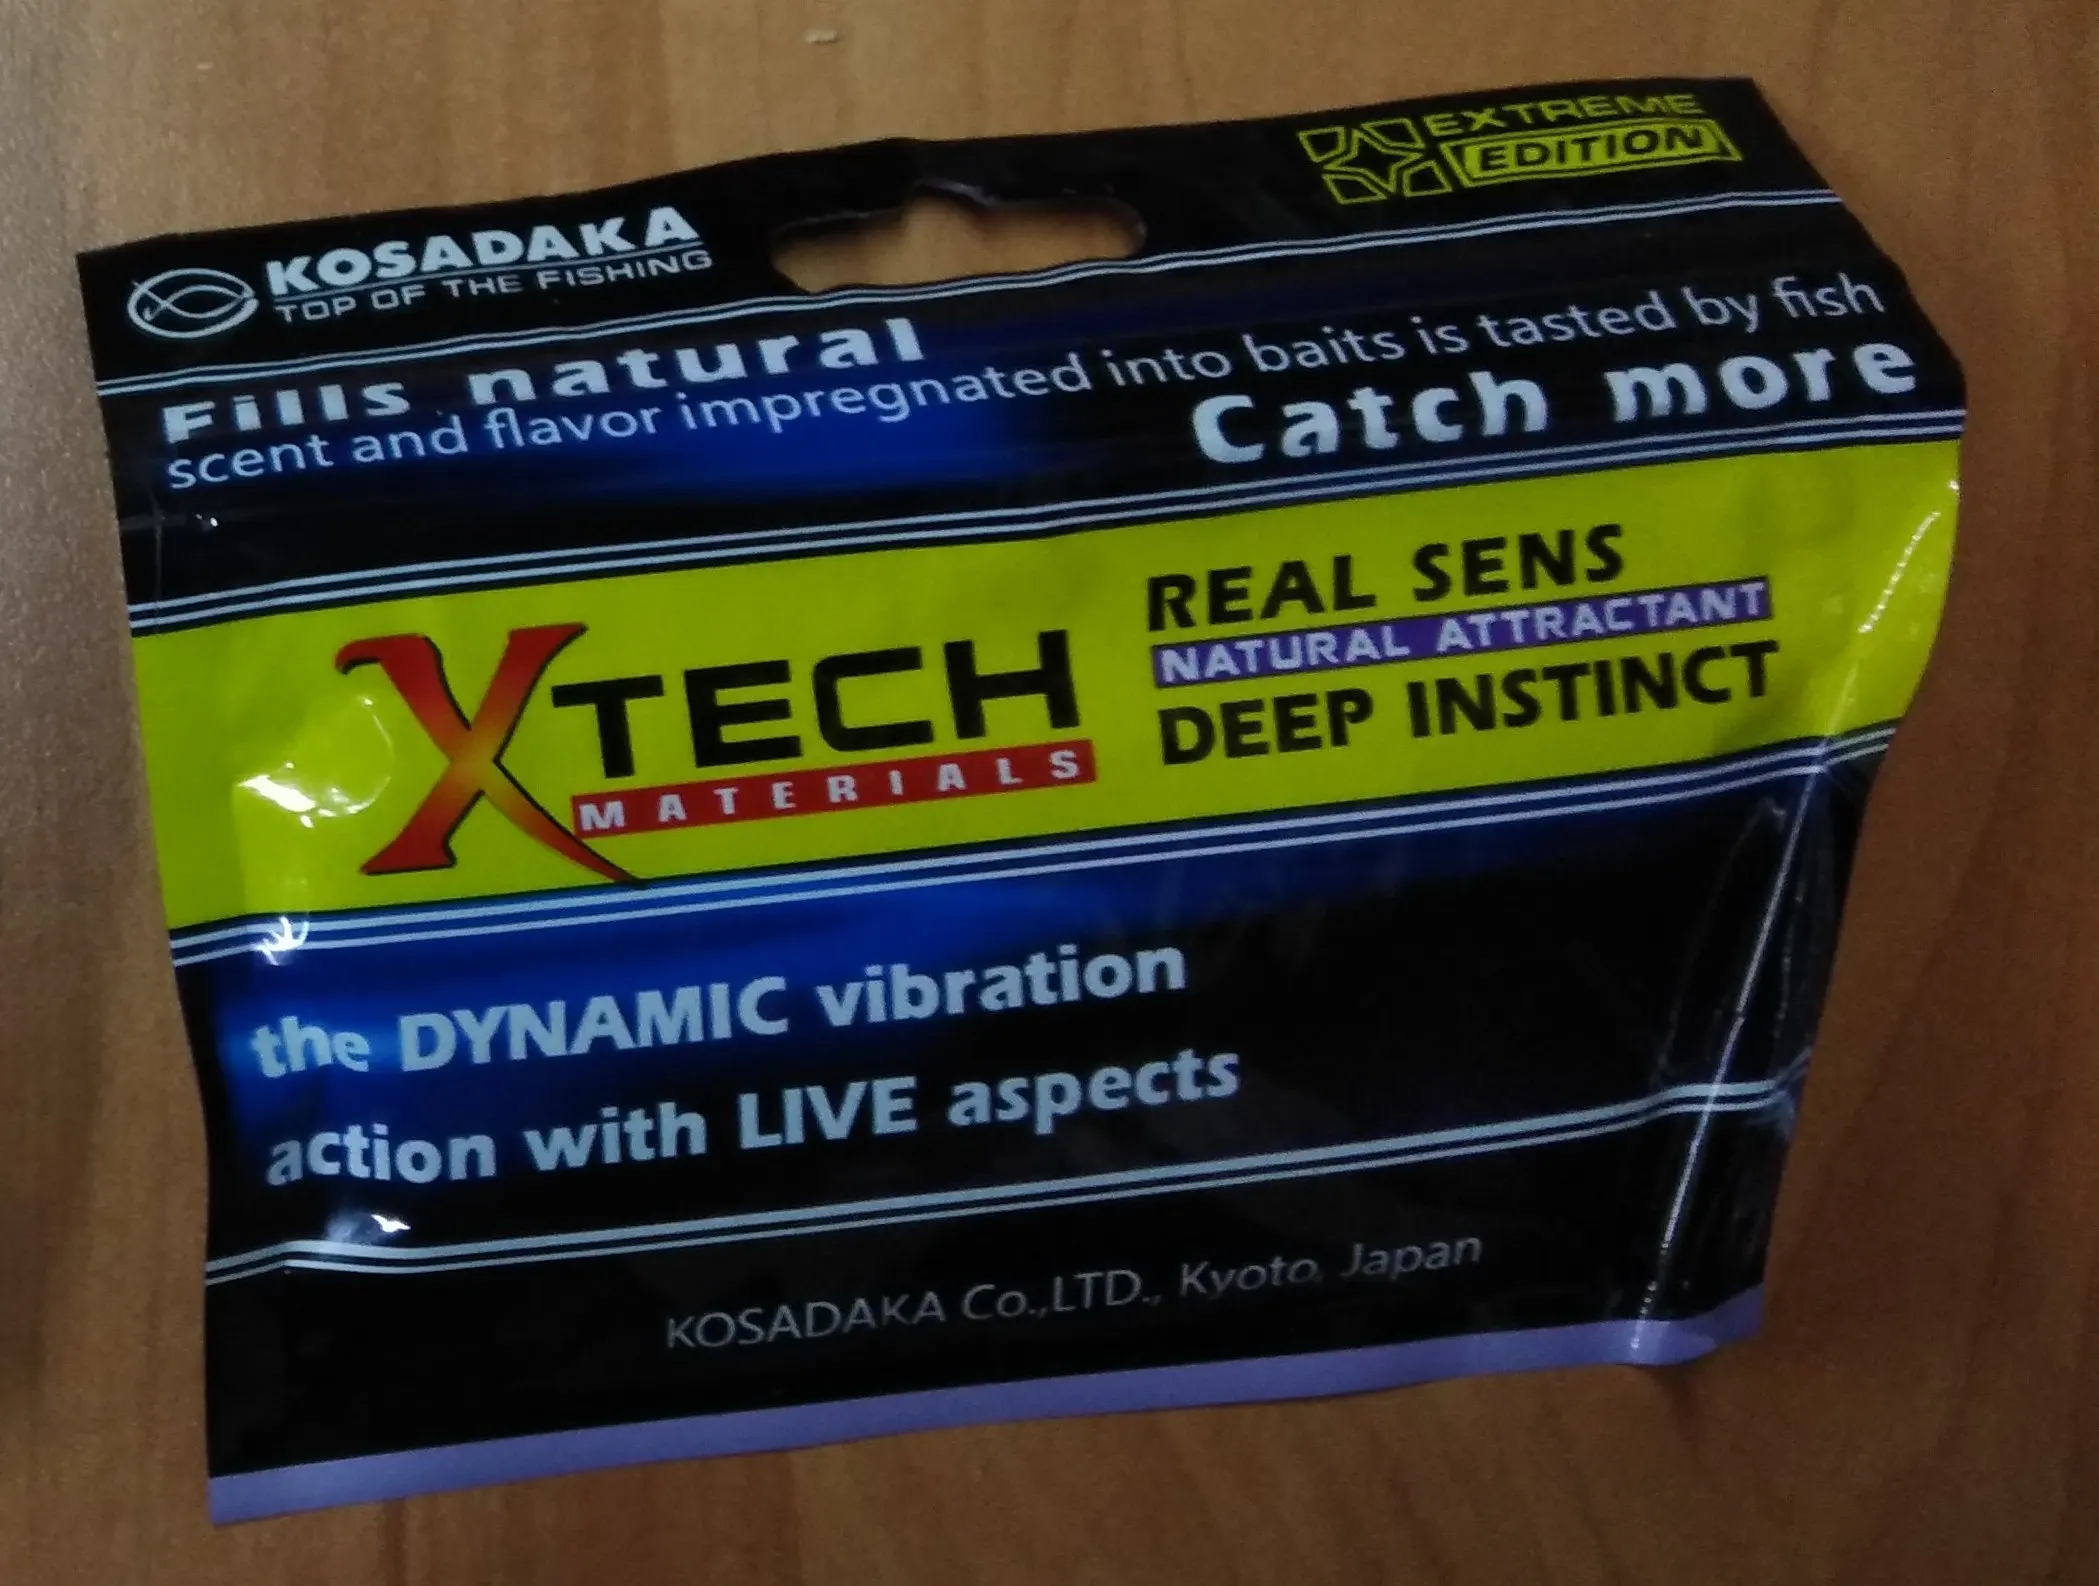 KOSADAKA
TOP OF THE FISHING
EXTREME
EDITION
Fills natural
scent and flavor impregnated into baits is tasted by fish
Catch more
XTECH
MATERIALS
REAL SENS
NATURAL ATTRACTANT
DEEP INSTINCT
the DYNAMIC vibration
action with LIVE aspects
KOSADAKA Co.,LTD., Kyoto, Japan